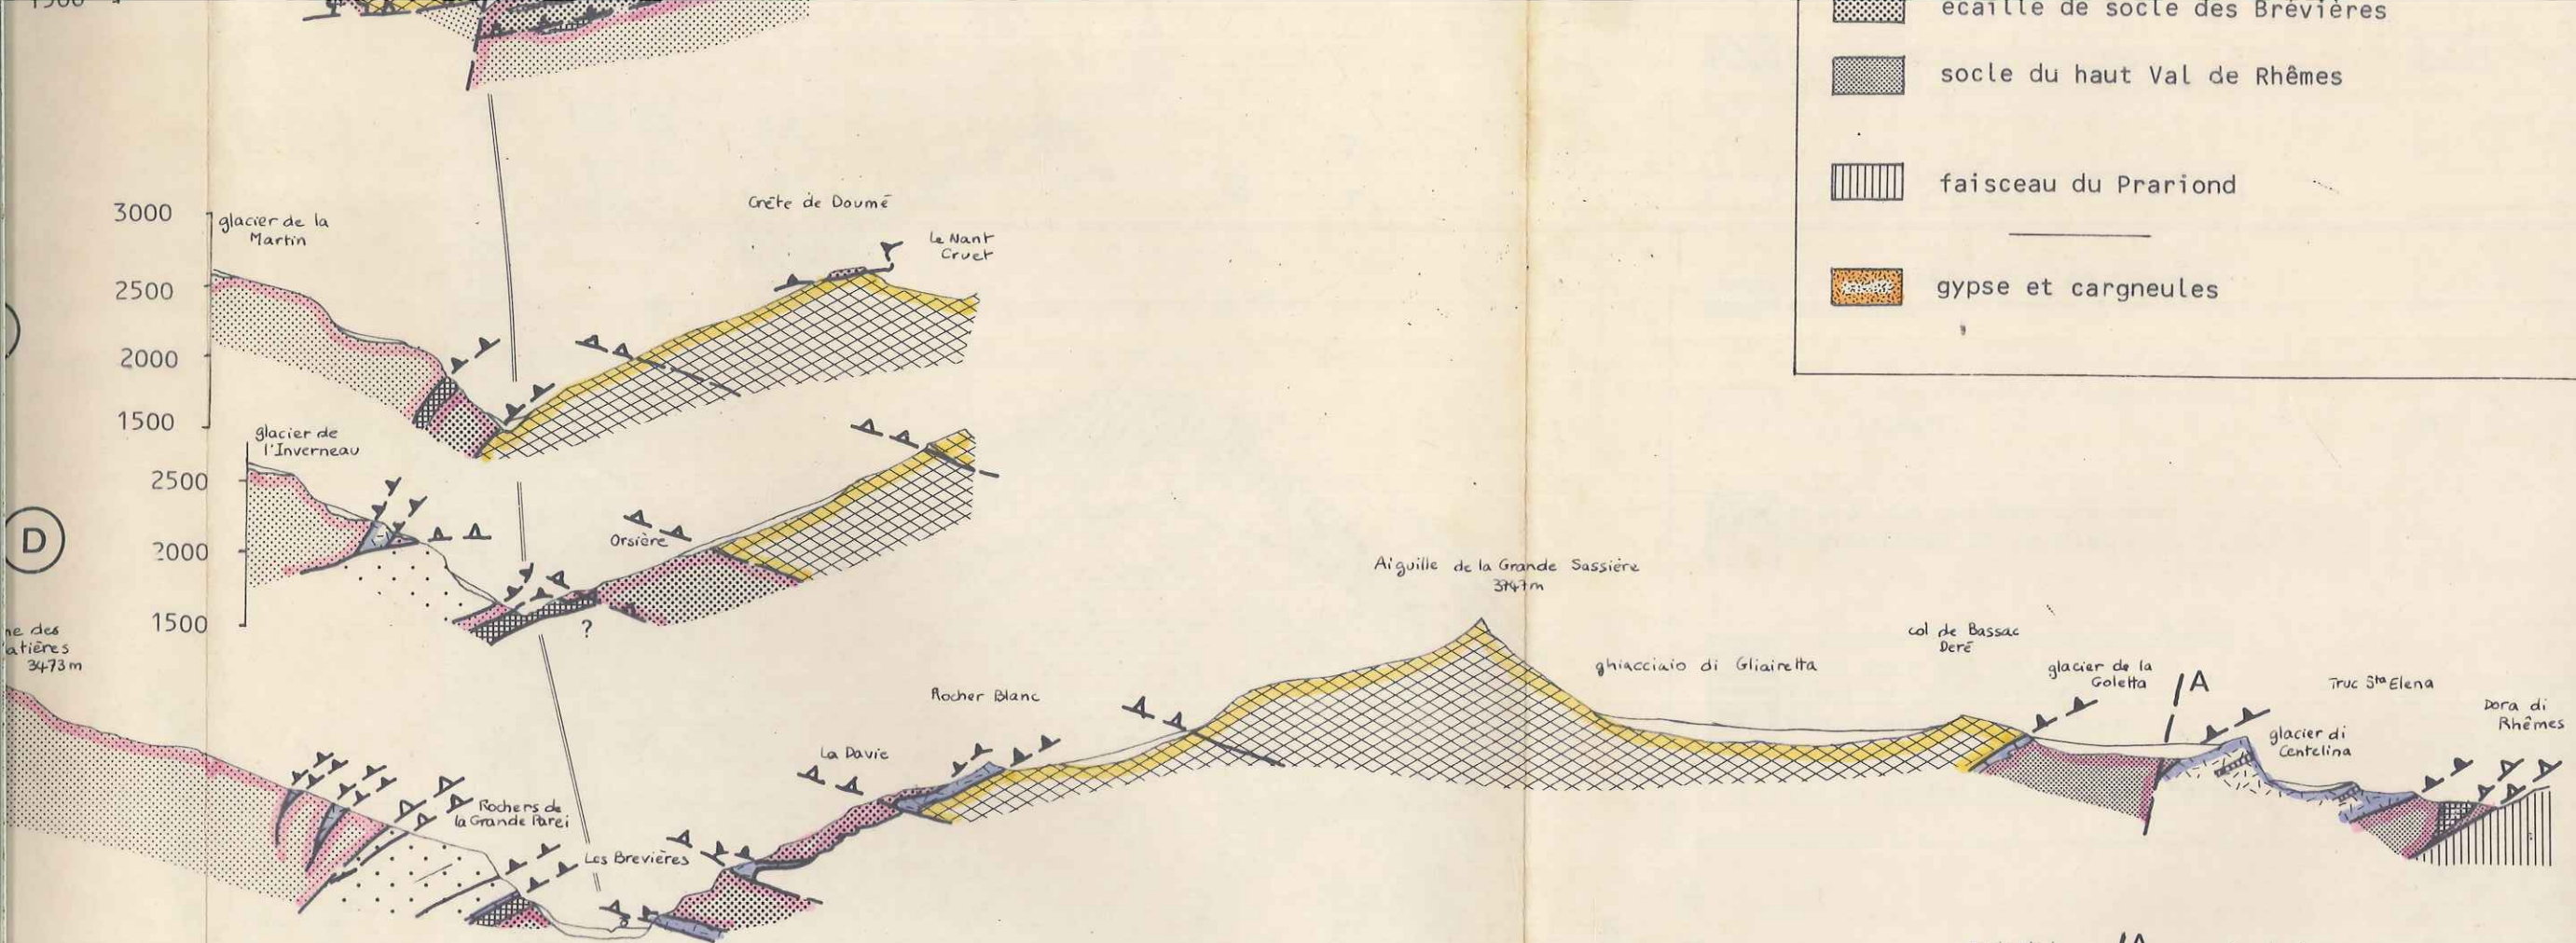 1500
écaille de socle des Brévières
socle du haut Val de Rhêmes
faisceau du Prariond
gypse et cargneules
3000
2500
2000
1500
glacier de la
Martin
Crête de Doumé
Le Nant
Cruet
D
2500
2000
1500
glacier de
l'Inverneau
Orsière
?
3473m
Rochers de
la Grande Parei
Les Brevières
La Davie
Rocher Blanc
Aiguille de la Grande Sassière
3747m
ghiacciaio di Gliairetta
col de Bassac
Deré
glacier de la
Goletta
A
Truc Sta Elena
glacier di
Centelina
Dora di
Rhêmes
A